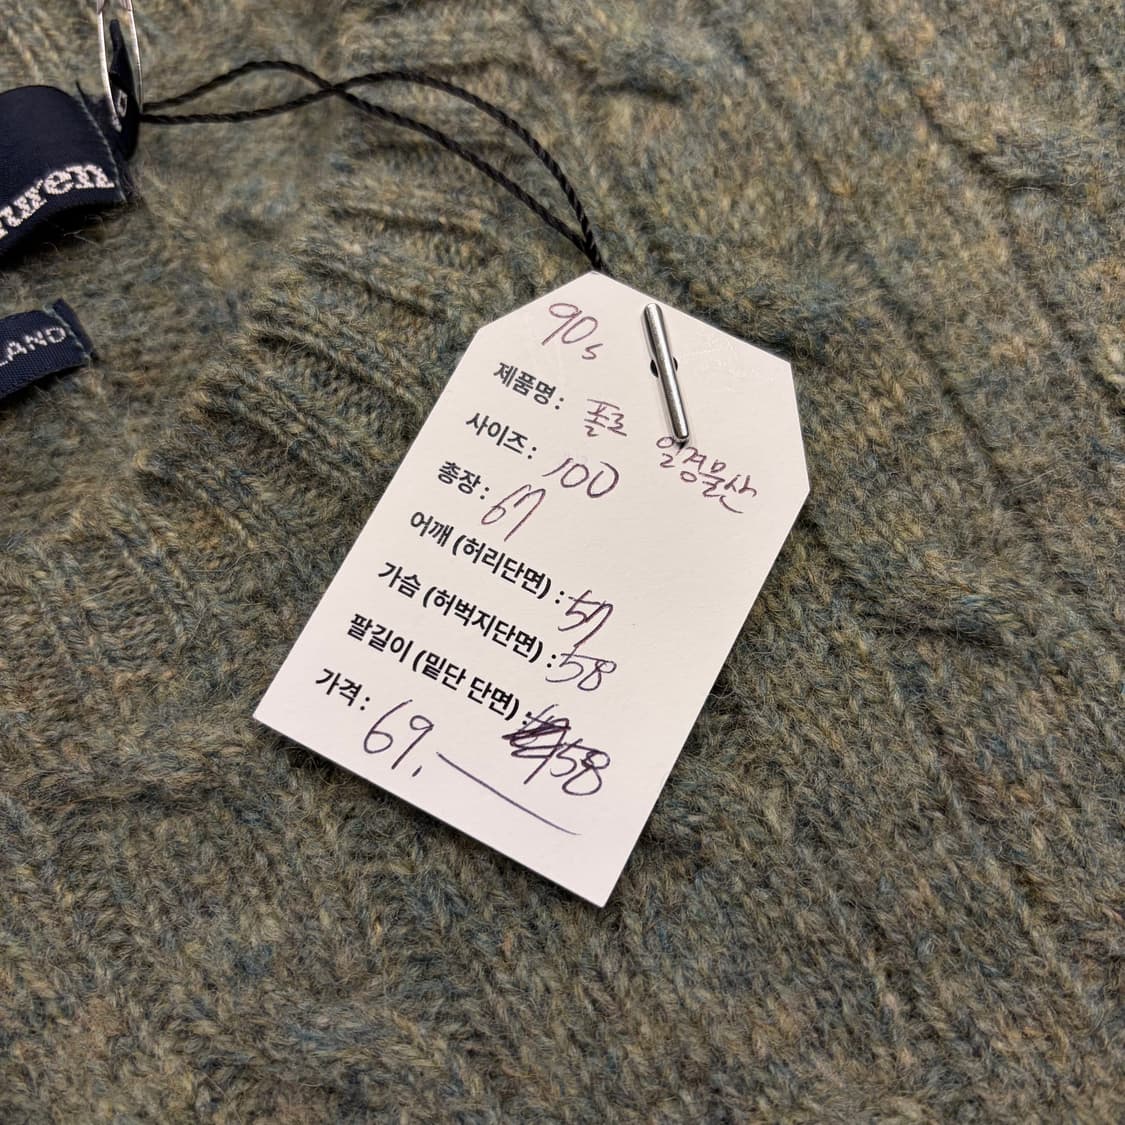 uren
LAND
90s
제품명 : 폴로 일경물산
사이즈 : 100
총장 : 67
어깨 (허리단면) : 57
가슴 (허벅지단면) : 58
팔길이 (밑단 단면) : 58
가격 : 69.